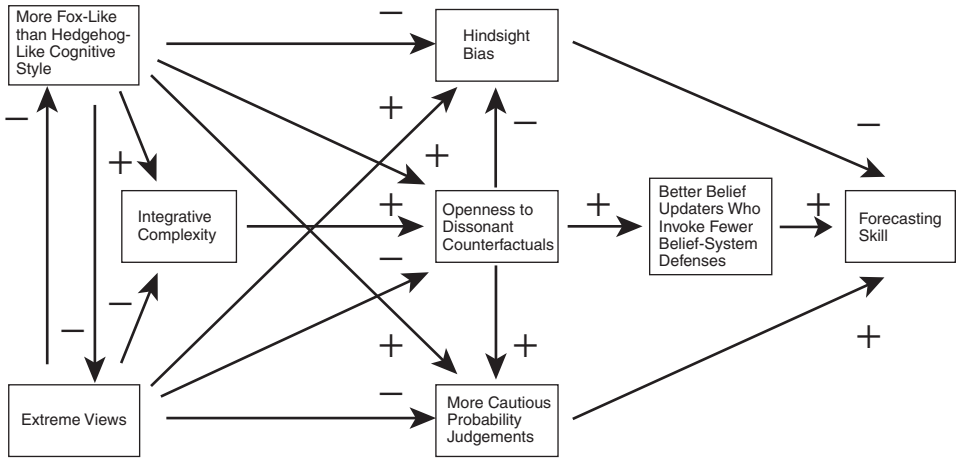 More Fox-Like
than Hedgehog-
Like Cognitive
Style
Hindsight
Bias
Integrative
Complexity
Openness to
Dissonant
Counterfactuals
Better Belief
Updaters Who
Invoke Fewer
Belief-System
Defenses
Forecasting
Skill
Extreme Views
More Cautious
Probability
Judgements
−
+
−
−
+
+
+
−
+
−
−
−
−
+
+
+
−
+